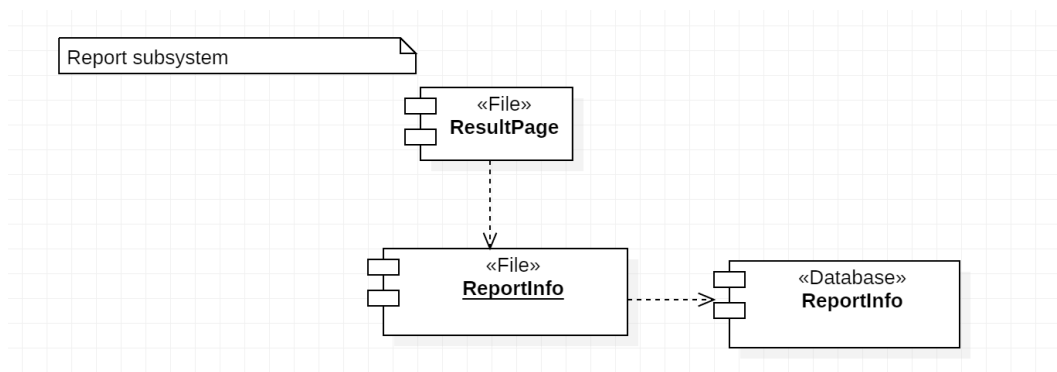 Report subsystem
«File»
ResultPage
«File»
ReportInfo
«Database»
ReportInfo